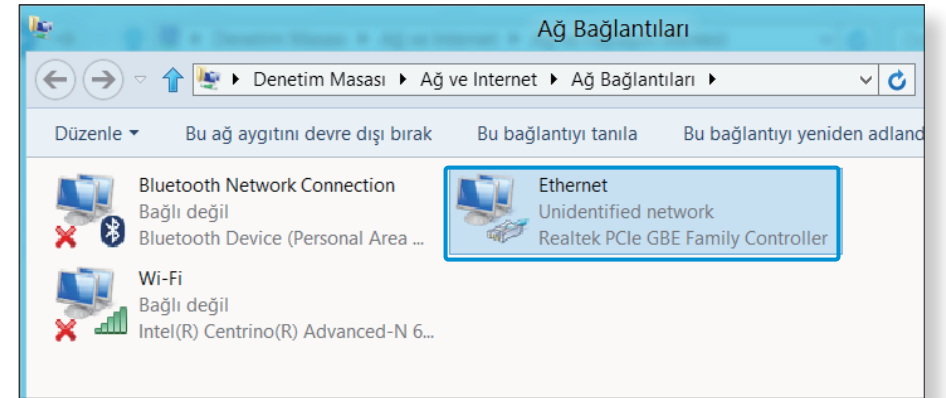 Ağ Bağlantıları
Denetim Masası Ağ ve Internet Ağ Bağlantıları
Düzenle Bu ağ aygıtını devre dışı bırak Bu bağlantıyı tanıla Bu bağlantıyı yeniden adland
Bluetooth Network Connection
Bağlı değil
Bluetooth Device (Personal Area ...
Ethernet
Unidentified network
Realtek PCIe GBE Family Controller
Wi-Fi
Bağlı değil
Intel(R) Centrino(R) Advanced-N 6...